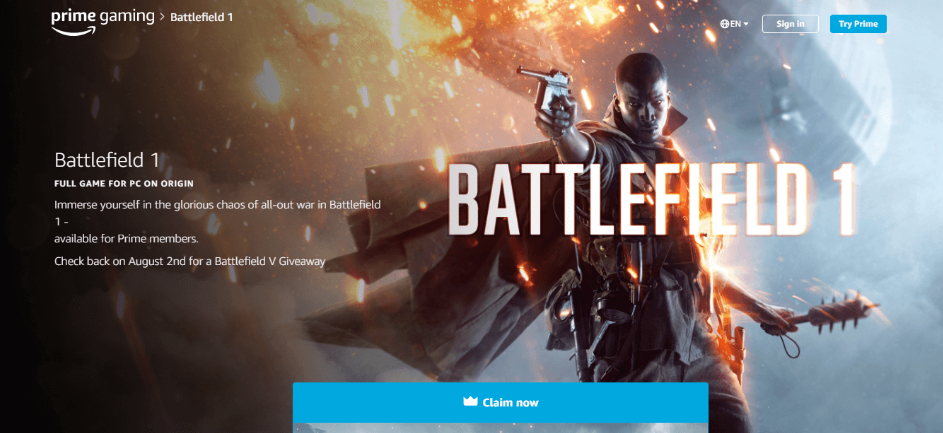 prime gaming > Battlefield 1
EN
Sign in
Try Prime
Battlefield 1
FULL GAME FOR PC ON ORIGIN
Immerse yourself in the glorious chaos of all-out war in Battlefield
1 -
available for Prime members.
Check back on August 2nd for a Battlefield V Giveaway
BATTLEFIELD 1
Claim now